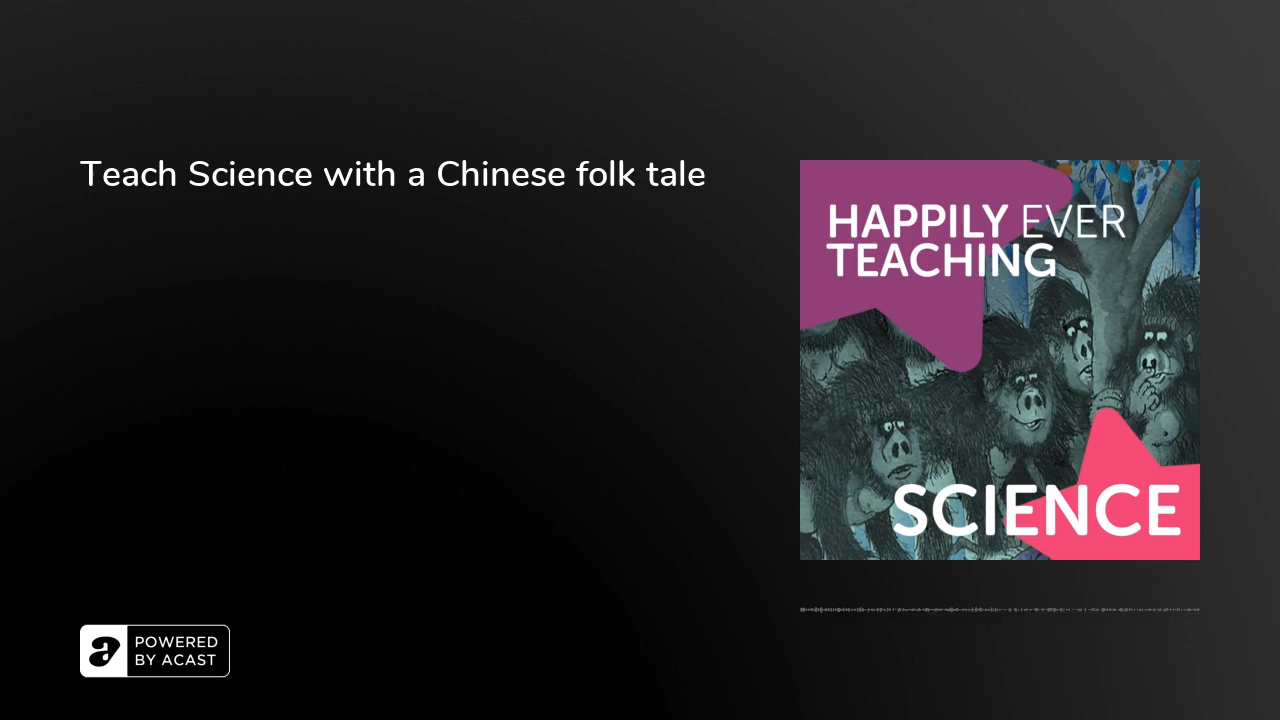 Teach Science with a Chinese folk tale
HAPPILY EVER
TEACHING
SCIENCE
a POWERED
BY ACAST